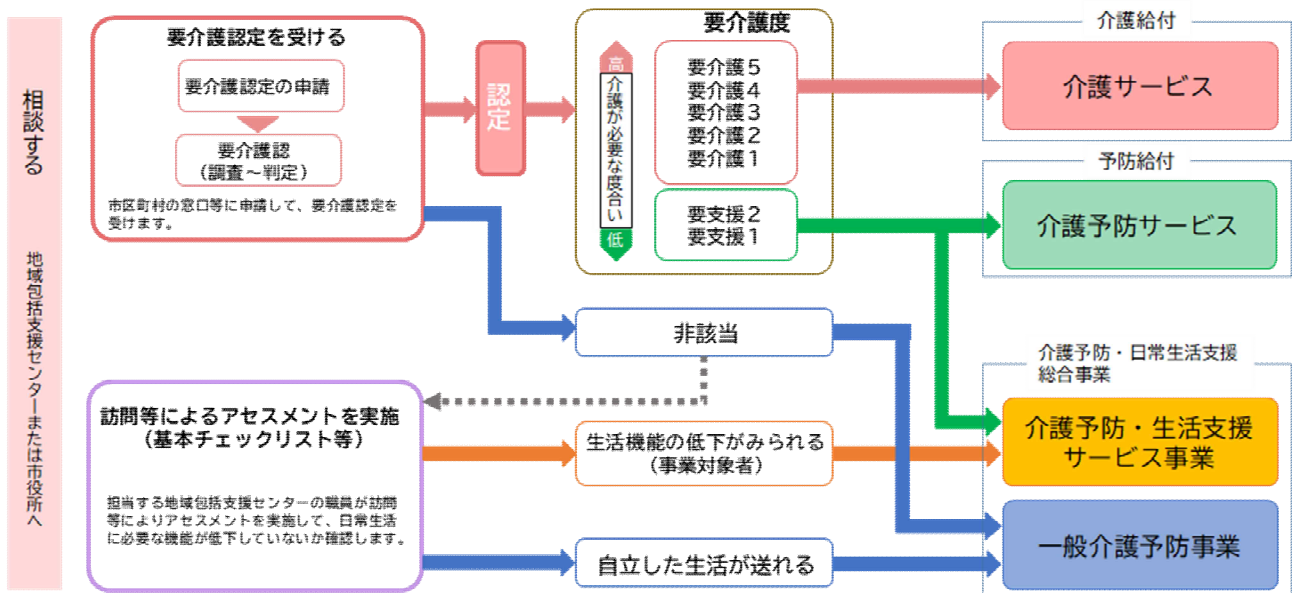 相談する
地域包括支援センターまたは市役所へ
要介護認定を受ける
要介護認定の申請
要介護認
（調査～判定）
市区町村の窓口等に申請して、要介護認定を
受けます。
認定
要介護度
高
介護が必要な度合い
低
要介護５
要介護４
要介護３
要介護２
要介護１
要支援２
要支援１
介護給付
介護サービス
予防給付
介護予防サービス
非該当
訪問等によるアセスメントを実施
（基本チェックリスト等）
担当する地域包括支援センターの職員が訪問
等によりアセスメントを実施して、日常生活
に必要な機能が低下していないか確認します。
生活機能の低下がみられる
（事業対象者）
自立した生活が送れる
介護予防・日常生活支援
総合事業
介護予防・生活支援
サービス事業
一般介護予防事業